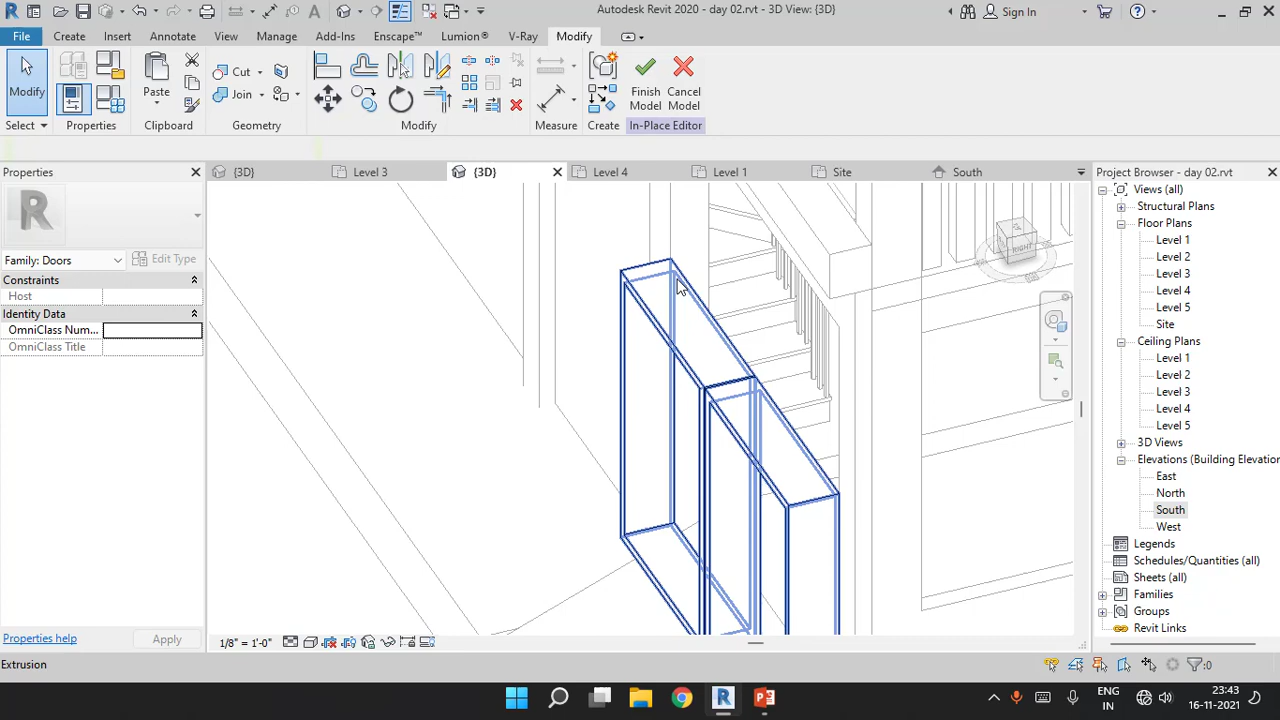 Autodesk Revit 2020 - day 02.rvt - 3D View: {3D}
Sign In
File Create Insert Annotate View Manage Add-Ins Enscape™ Lumion® V-Ray Modify
Modify
Paste
Cut
Join
Finish Model
Cancel Model
Select Properties Clipboard Geometry Modify Measure Create In-Place Editor
Properties
{3D} Level 3 {3D} Level 4 Level 1 Site South
Project Browser - day 02.rvt
R
Family: Doors
Edit Type
Constraints
Host
Identity Data
OmniClass Num...
OmniClass Title
Properties help
Apply
RIGHT
Views (all)
Structural Plans
Floor Plans
Level 1
Level 2
Level 3
Level 4
Level 5
Site
Ceiling Plans
Level 1
Level 2
Level 3
Level 4
Level 5
3D Views
Elevations (Building Elevation
East
North
South
West
Legends
Schedules/Quantities (all)
Sheets (all)
Families
Groups
Revit Links
1/8" = 1'-0"
Extrusion
:0
ENG
IN
23:43
16-11-2021